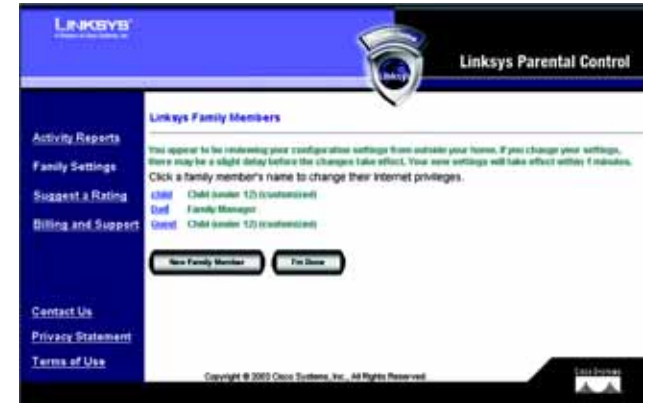 LINKSYS
Linksys
Linksys Parental Control
Linksys Family Members
You appear to be reviewing your configuration settings from outside your home. If you change your settings,
there may be a slight delay before the changes take effect. Your new settings will take effect within 1 minutes.
Click a family member's name to change their Internet privileges.
child Child (under 12) (customized)
Dad Family Manager
Guest Child (under 12) (customized)
New Family Member
I'm Done
Activity Reports
Family Settings
Suggest a Rating
Billing and Support
Contact Us
Privacy Statement
Terms of Use
Copyright © 2003 Cisco Systems, Inc., All Rights Reserved
Cisco Systems